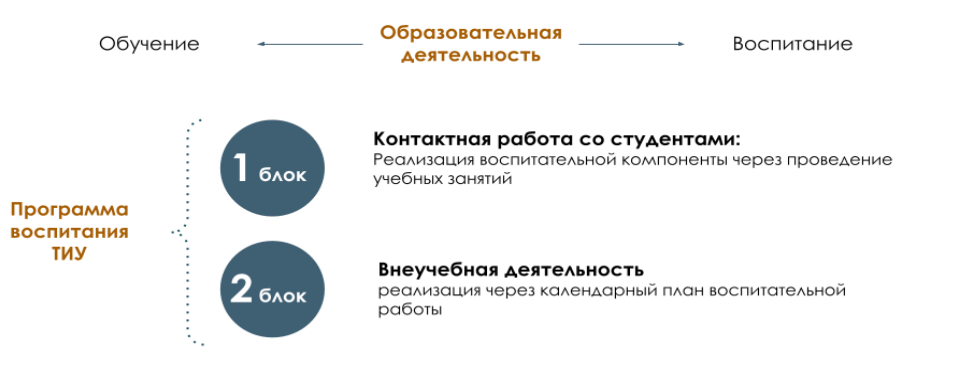 Обучение
Образовательная
деятельность
Воспитание
Программа
воспитания
ТИУ
1 блок
Контактная работа со студентами:
Реализация воспитательной компоненты через проведение
учебных занятий
2 блок
Внеучебная деятельность
реализация через календарный план воспитательной
работы